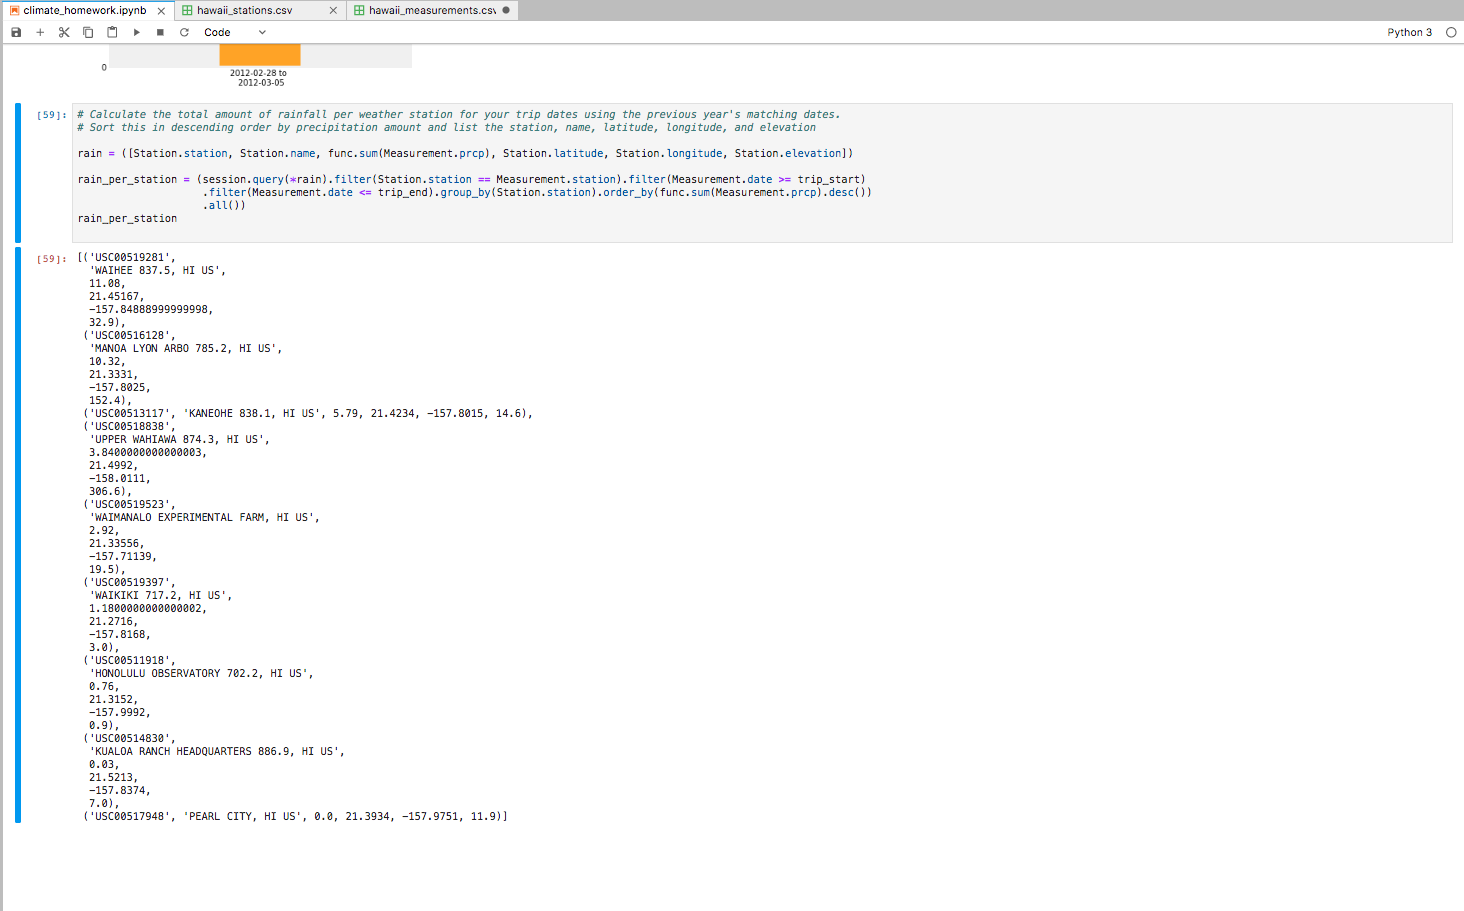 climate_homework.ipynb
hawaii_stations.csv
hawaii_measurements.csv
Code
Python 3
0
2012-02-28 to
2012-03-05
[59]:
# Calculate the total amount of rainfall per weather station for your trip dates using the previous year's matching dates.
# Sort this in descending order by precipitation amount and list the station, name, latitude, longitude, and elevation
rain = ([Station.station, Station.name, func.sum(Measurement.prcp), Station.latitude, Station.longitude, Station.elevation])
rain_per_station = (session.query(*rain).filter(Station.station == Measurement.station).filter(Measurement.date >= trip_start)
.filter(Measurement.date <= trip_end).group_by(Station.station).order_by(func.sum(Measurement.prcp).desc())
.all())
rain_per_station
[59]:
[('USC00519281',
'WAIHEE 837.5, HI US',
11.08,
21.45167,
-157.84888999999998,
32.9),
('USC00516128',
'MANOA LYON ARBO 785.2, HI US',
10.32,
21.3331,
-157.8025,
152.4),
('USC00513117', 'KANEOHE 838.1, HI US', 5.79, 21.4234, -157.8015, 14.6),
('USC00518838',
'UPPER WAHIAWA 874.3, HI US',
3.8400000000000003,
21.4992,
-158.0111,
306.6),
('USC00519523',
'WAIMANALO EXPERIMENTAL FARM, HI US',
2.92,
21.33556,
-157.71139,
19.5),
('USC00519397',
'WAIKIKI 717.2, HI US',
1.1800000000000002,
21.2716,
-157.8168,
3.0),
('USC00511918',
'HONOLULU OBSERVATORY 702.2, HI US',
0.76,
21.3152,
-157.9992,
0.9),
('USC00514830',
'KUALOA RANCH HEADQUARTERS 886.9, HI US',
0.03,
21.5213,
-157.8374,
7.0),
('USC00517948', 'PEARL CITY, HI US', 0.0, 21.3934, -157.9751, 11.9)]